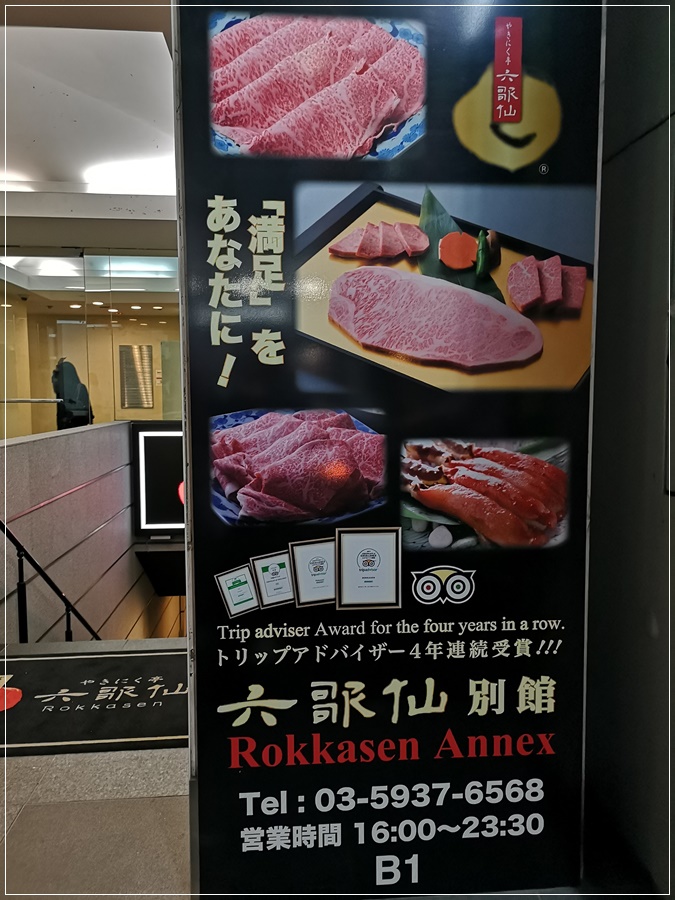 やきにく亭
六歌仙
®
「満足」を
あなたに!
Trip adviser Award for the four years in a row.
トリップアドバイザー4年連続受賞!!!
六歌仙 別館
Rokkasen Annex
Tel : 03-5937-6568
営業時間 16:00〜23:30
B1
やきにく亭
六歌仙
Rokkasen